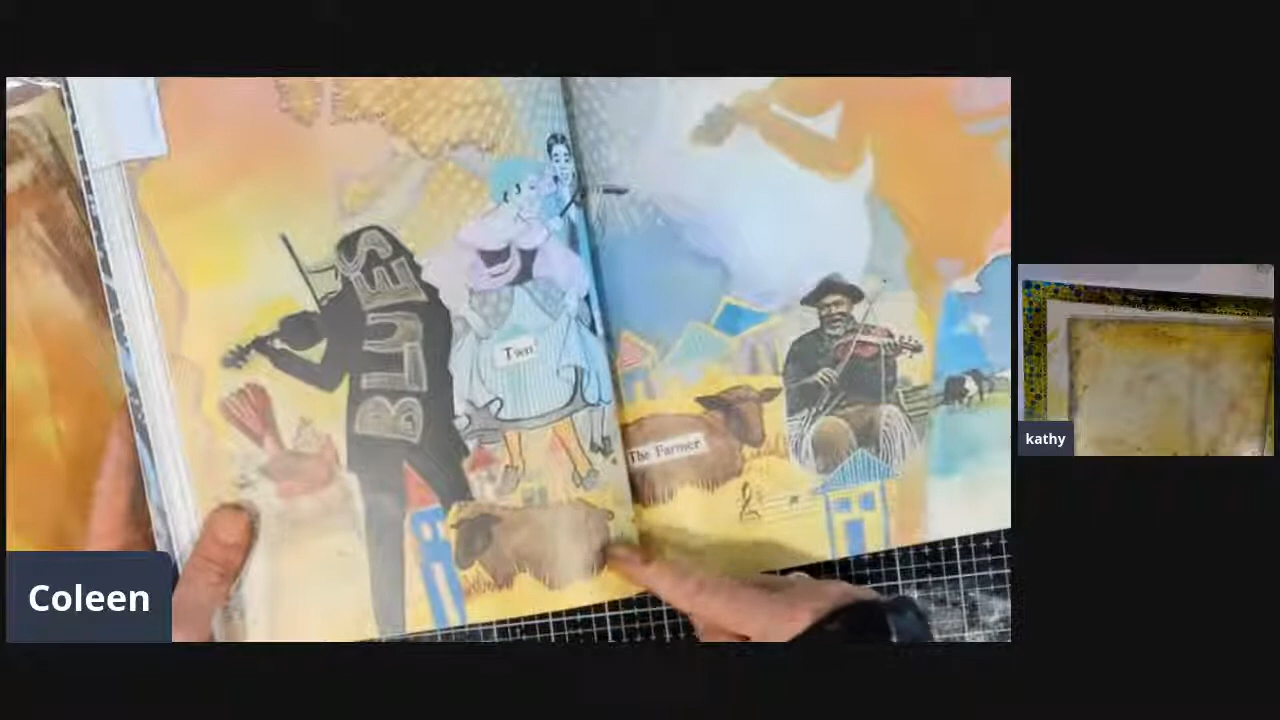 BLUES
Two
The Farmer
Coleen
kathy